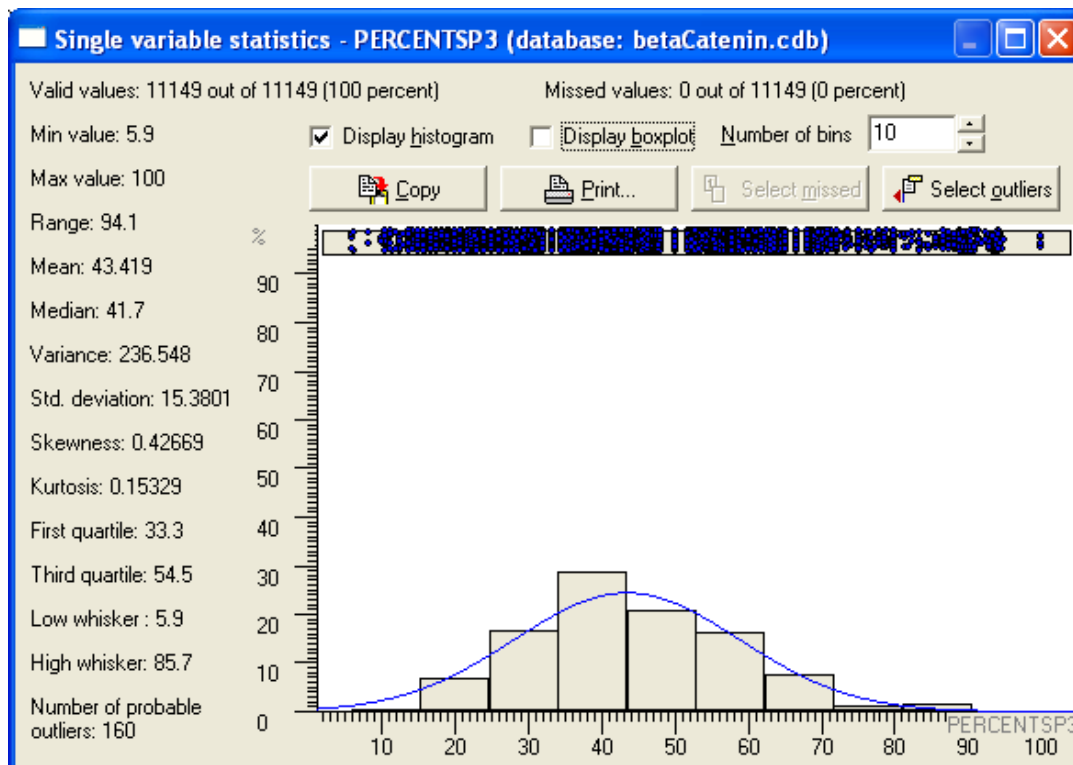 Single variable statistics - PERCENTSP3 (database: betaCatenin.cdb)
Valid values: 11149 out of 11149 (100 percent)
Missed values: 0 out of 11149 (0 percent)
Min value: 5.9
Display histogram
Display boxplot
Number of bins
10
Max value: 100
Copy
Print...
Select missed
Select outliers
Range: 94.1
Mean: 43.419
Median: 41.7
Variance: 236.548
Std. deviation: 15.3801
Skewness: 0.42669
Kurtosis: 0.15329
First quartile: 33.3
Third quartile: 54.5
Low whisker : 5.9
High whisker: 85.7
Number of probable
outliers: 160
%
90
80
70
60
50
40
30
20
10
0
PERCENTSP3
10 20 30 40 50 60 70 80 90 100